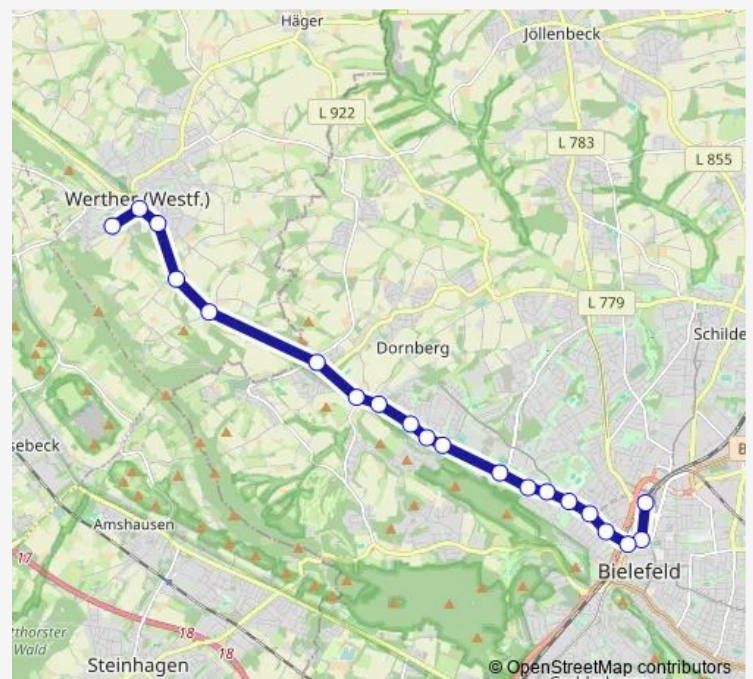 Häger
Jöllenbeck
L 922
L 783
L 855
Werther (Westf.)
L 779
Dornberg
Schilde
sebeck
B
Amshausen
17
Bielefeld
18
tthorster
Wald
18
Steinhagen
© OpenStreetMap contributors